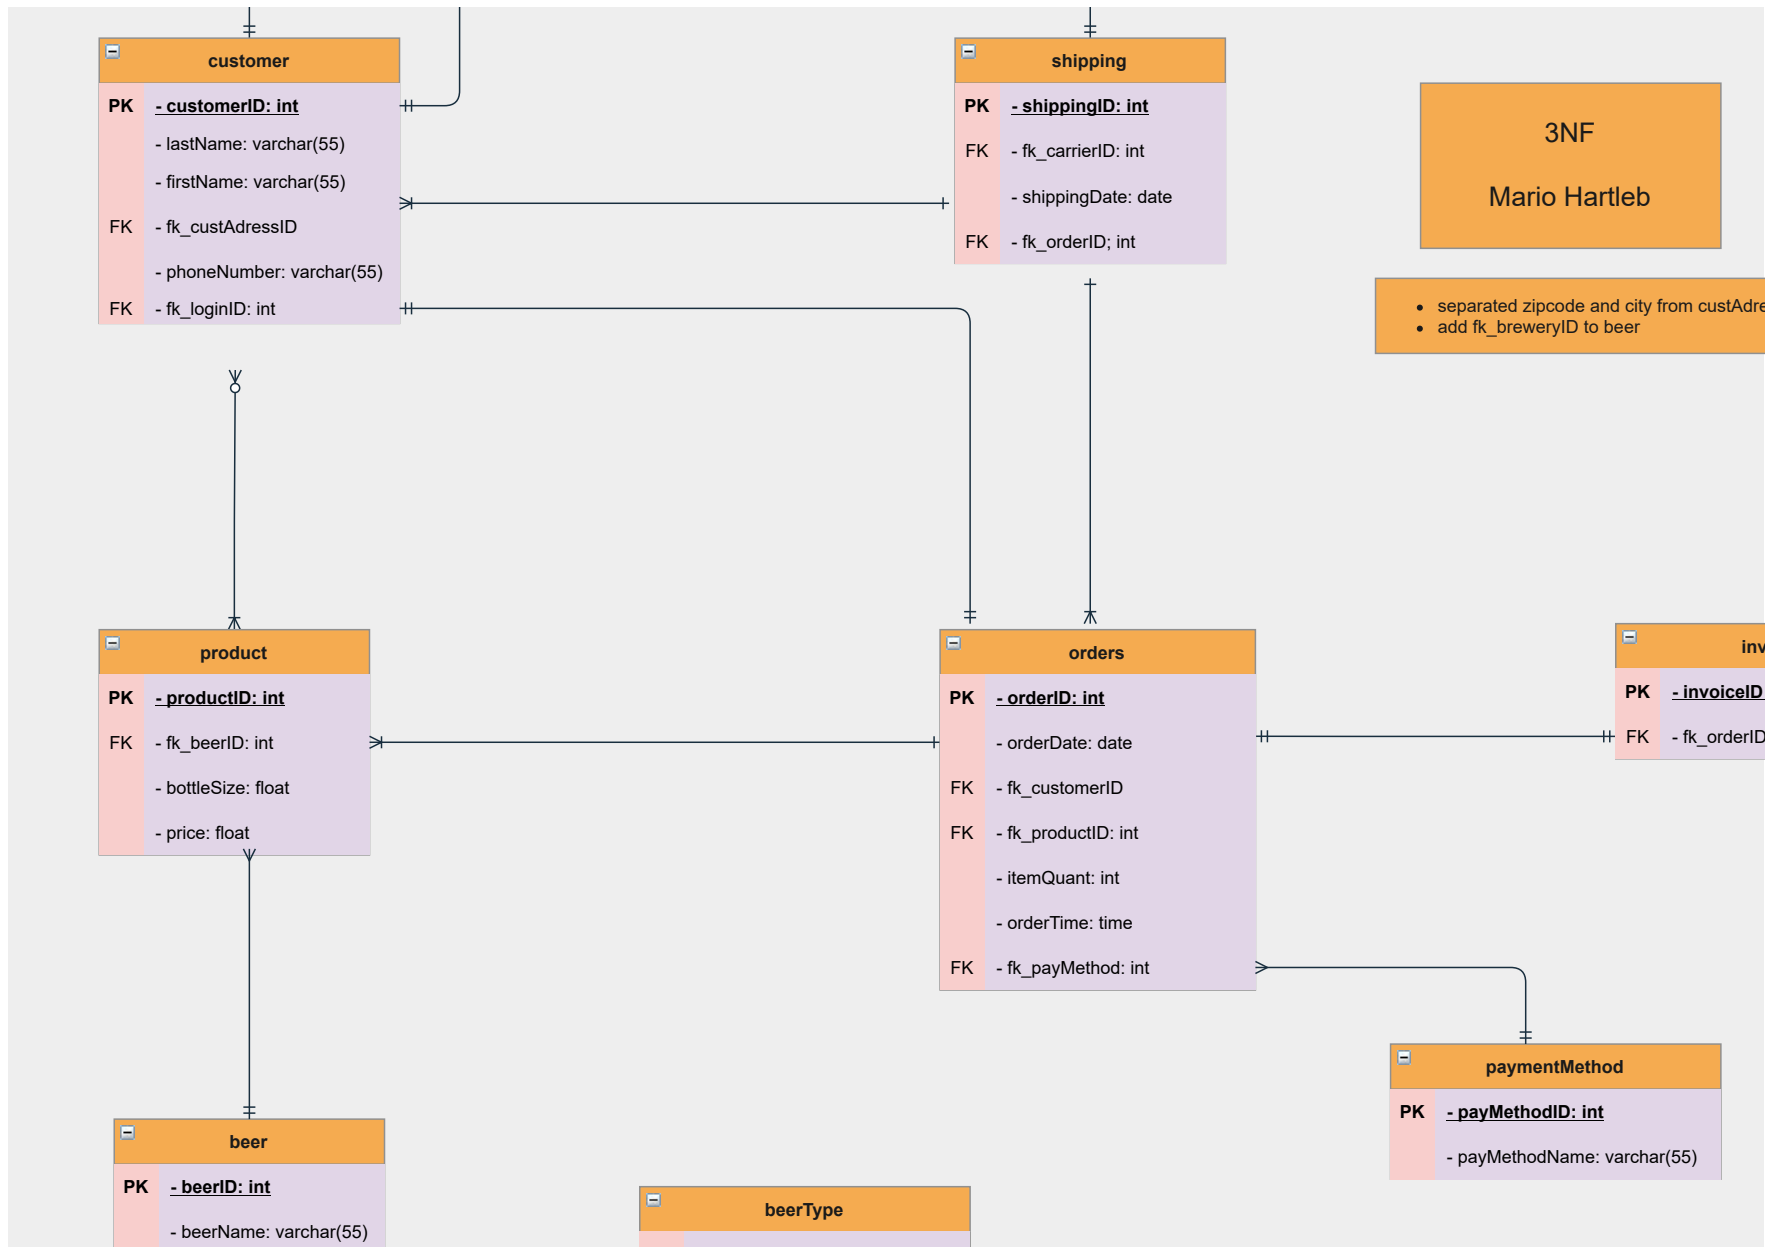 customer
PK - customerID: int
- lastName: varchar(55)
- firstName: varchar(55)
FK - fk_custAdressID
- phoneNumber: varchar(55)
FK - fk_loginID: int
shipping
PK - shippingID: int
FK - fk_carrierID: int
- shippingDate: date
FK - fk_orderID; int
3NF
Mario Hartleb
• separated zipcode and city from custAdre
• add fk_breweryID to beer
product
PK - productID: int
FK - fk_beerID: int
- bottleSize: float
- price: float
orders
PK - orderID: int
- orderDate: date
FK - fk_customerID
FK - fk_productID: int
- itemQuant: int
- orderTime: time
FK - fk_payMethod: int
inv
PK - invoiceID
FK - fk_orderID
paymentMethod
PK - payMethodID: int
- payMethodName: varchar(55)
beer
PK - beerID: int
- beerName: varchar(55)
beerType